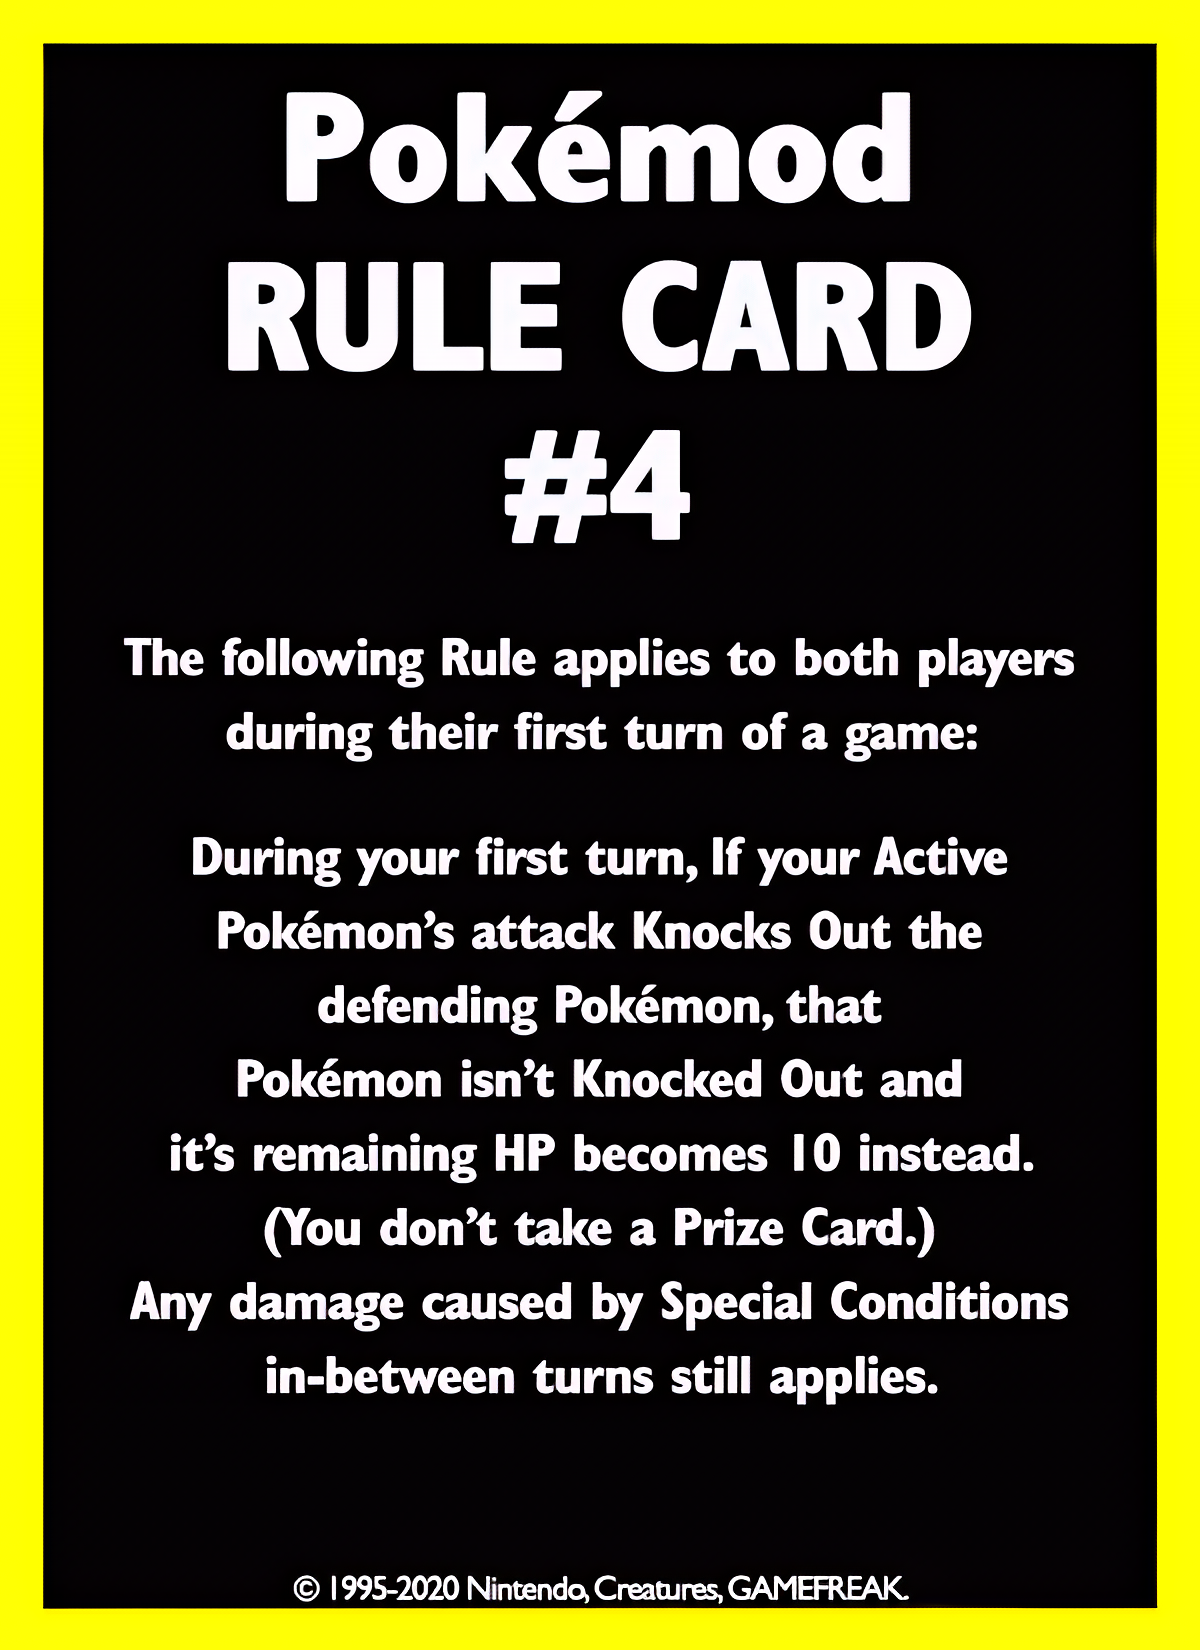 Pokémod
RULE CARD
#4
The following Rule applies to both players
during their first turn of a game:
During your first turn, If your Active
Pokémon’s attack Knocks Out the
defending Pokémon, that
Pokémon isn’t Knocked Out and
it’s remaining HP becomes 10 instead.
(You don’t take a Prize Card.)
Any damage caused by Special Conditions
in-between turns still applies.
© 1995-2020 Nintendo, Creatures, GAMEFREAK.